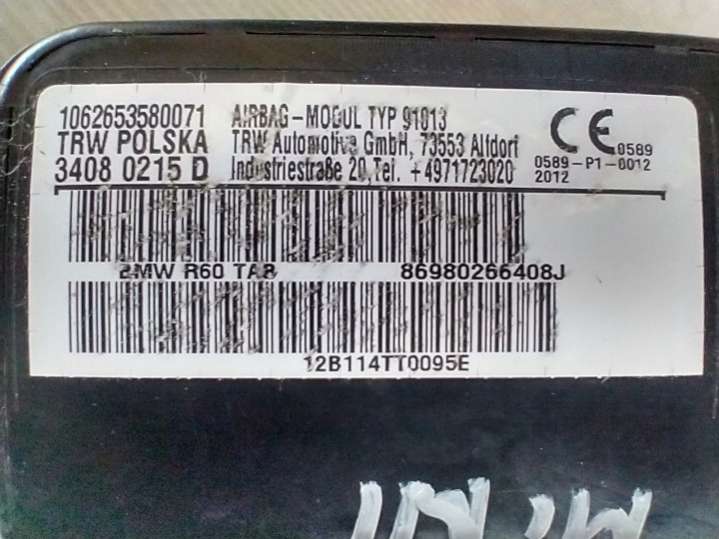 1062653580071 AIRBAG-MODUL TYP 91013
TRW POLSKA TRW Automotive GmbH, 73553 Alfdorf
3408 0215 D Industriestraße 20, Tel. +4971723020
CE 0589
0589-P1-0012
2012
BMW R60 TAB 86980266408J
12B114TT0095E